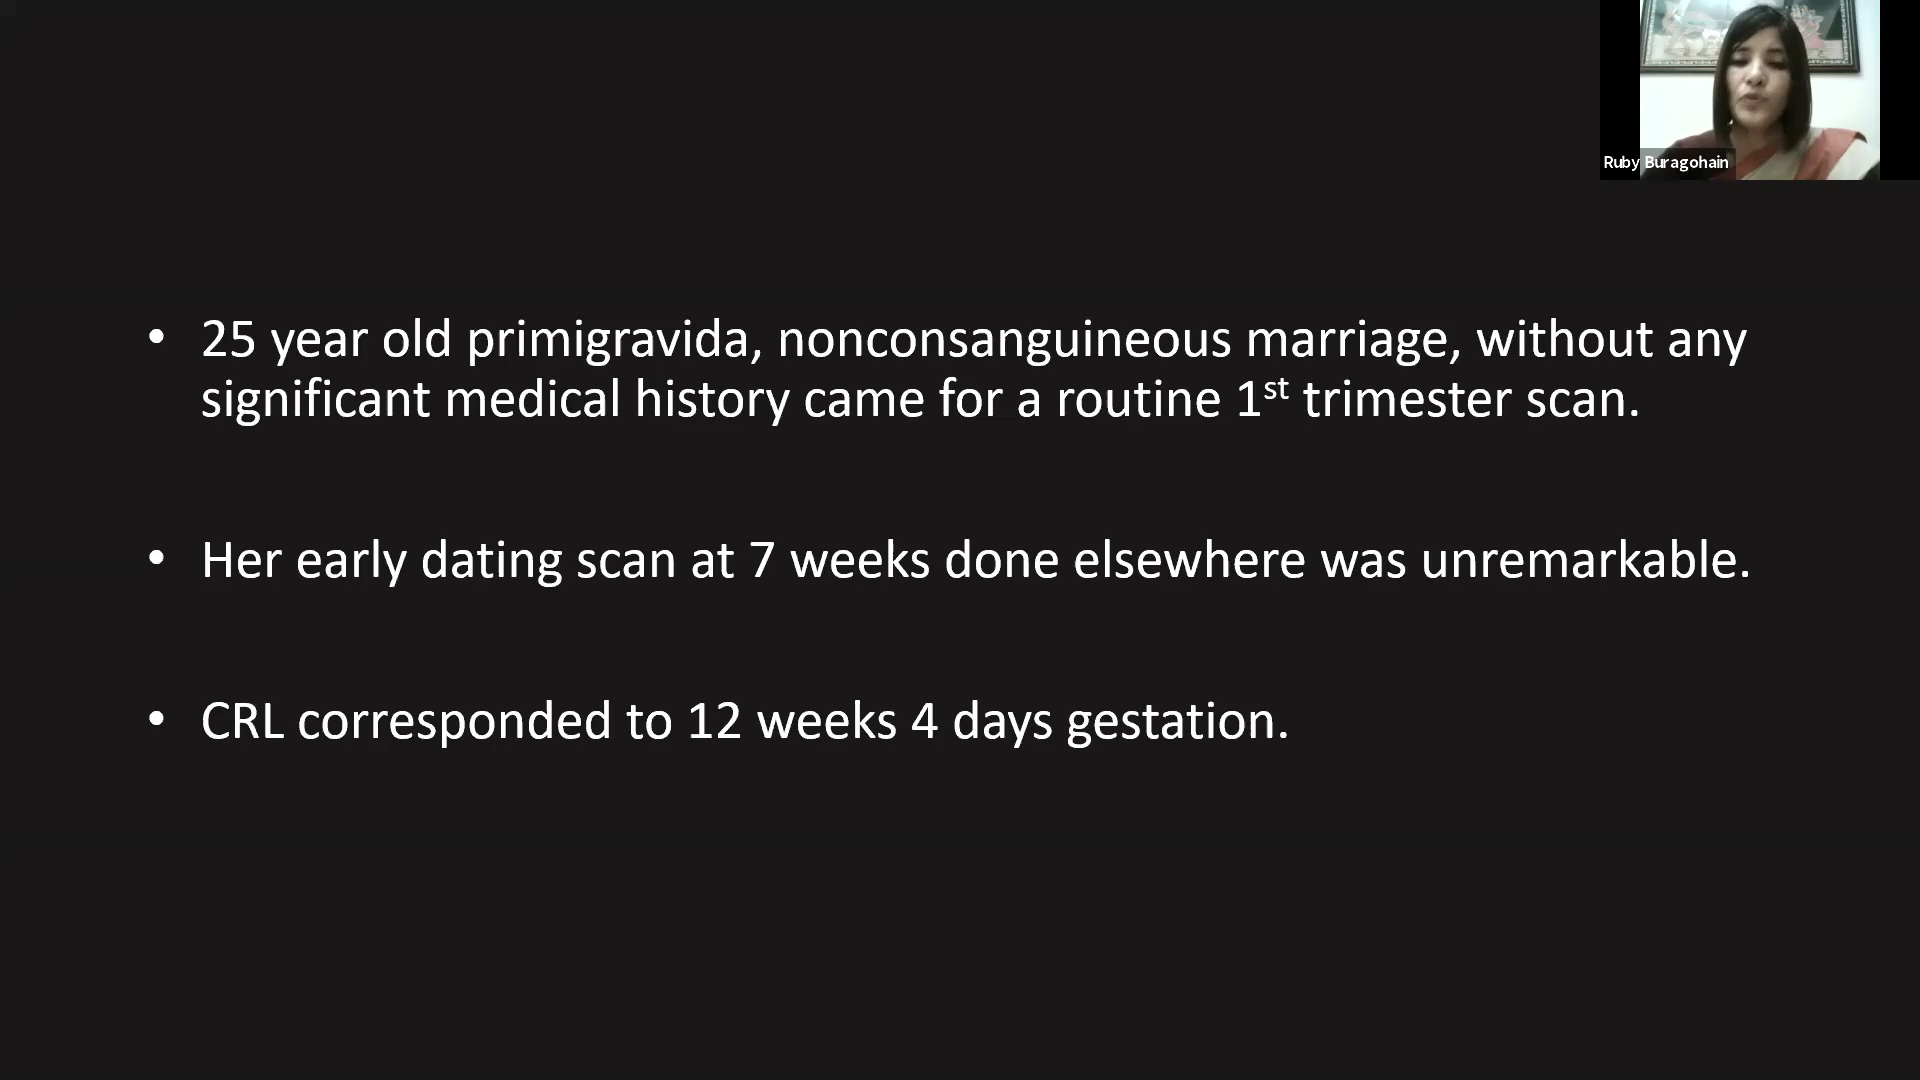 Ruby Buragohain
• 25 year old primigravida, nonconsanguineous marriage, without any
significant medical history came for a routine 1st trimester scan.
• Her early dating scan at 7 weeks done elsewhere was unremarkable.
• CRL corresponded to 12 weeks 4 days gestation.